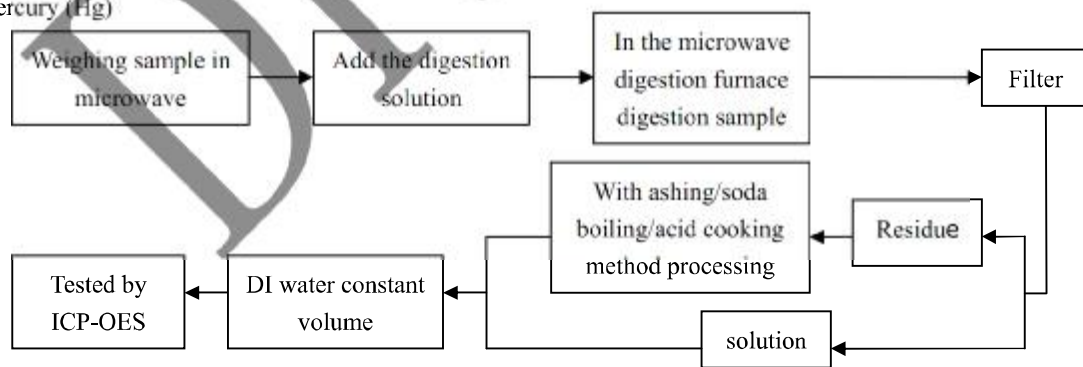 ercury (Hg)
Weighing sample in
microwave
Add the digestion
solution
In the microwave
digestion furnace
digestion sample
Filter
With ashing/soda
boiling/acid cooking
method processing
Residue
Tested by
ICP-OES
DI water constant
volume
solution